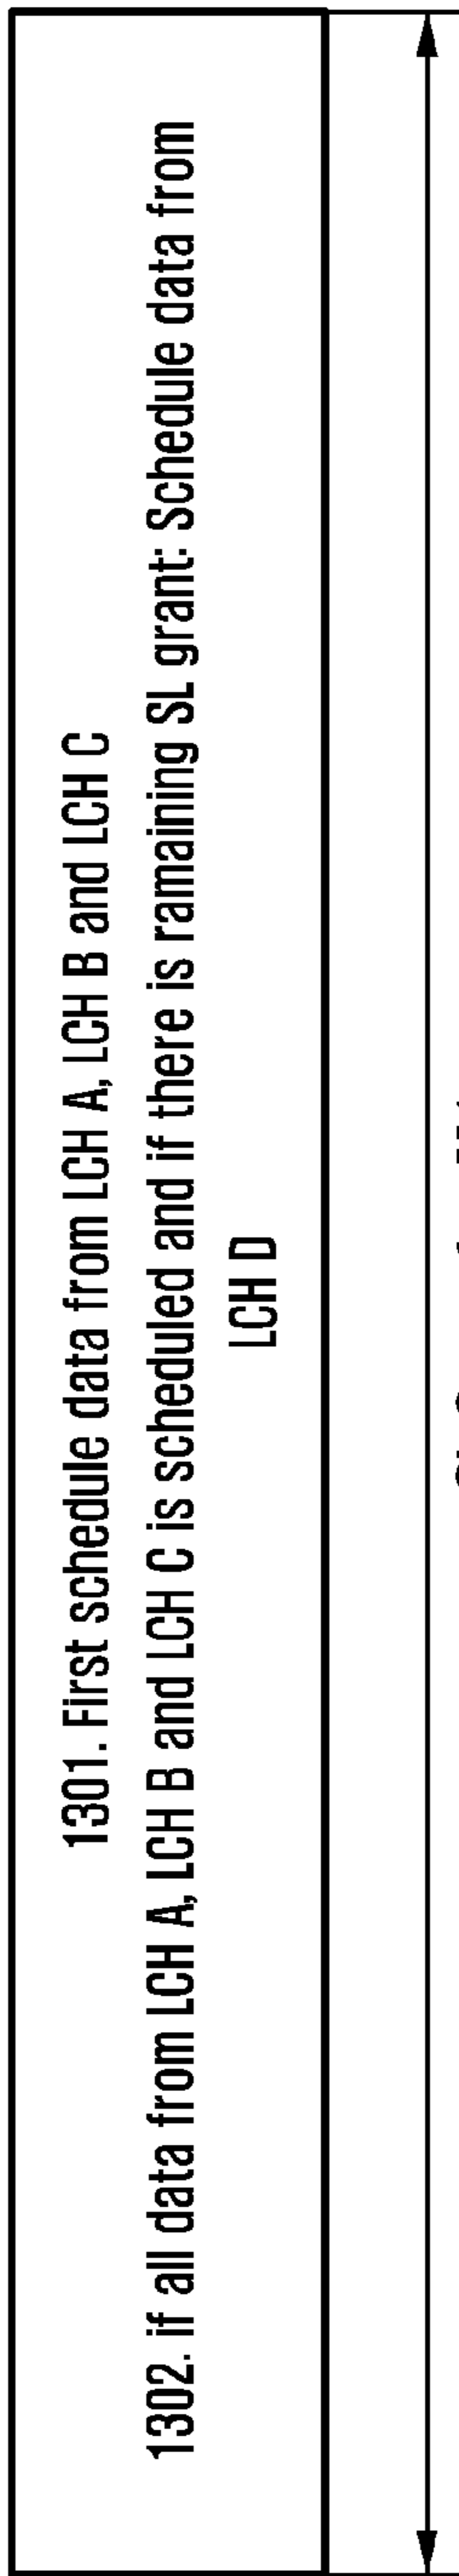 1301. First schedule data from LCH A, LCH B and LCH C
1302. if all data from LCH A, LCH B and LCH C is scheduled and if there is ramaining SL grant: Schedule data from
LCH D